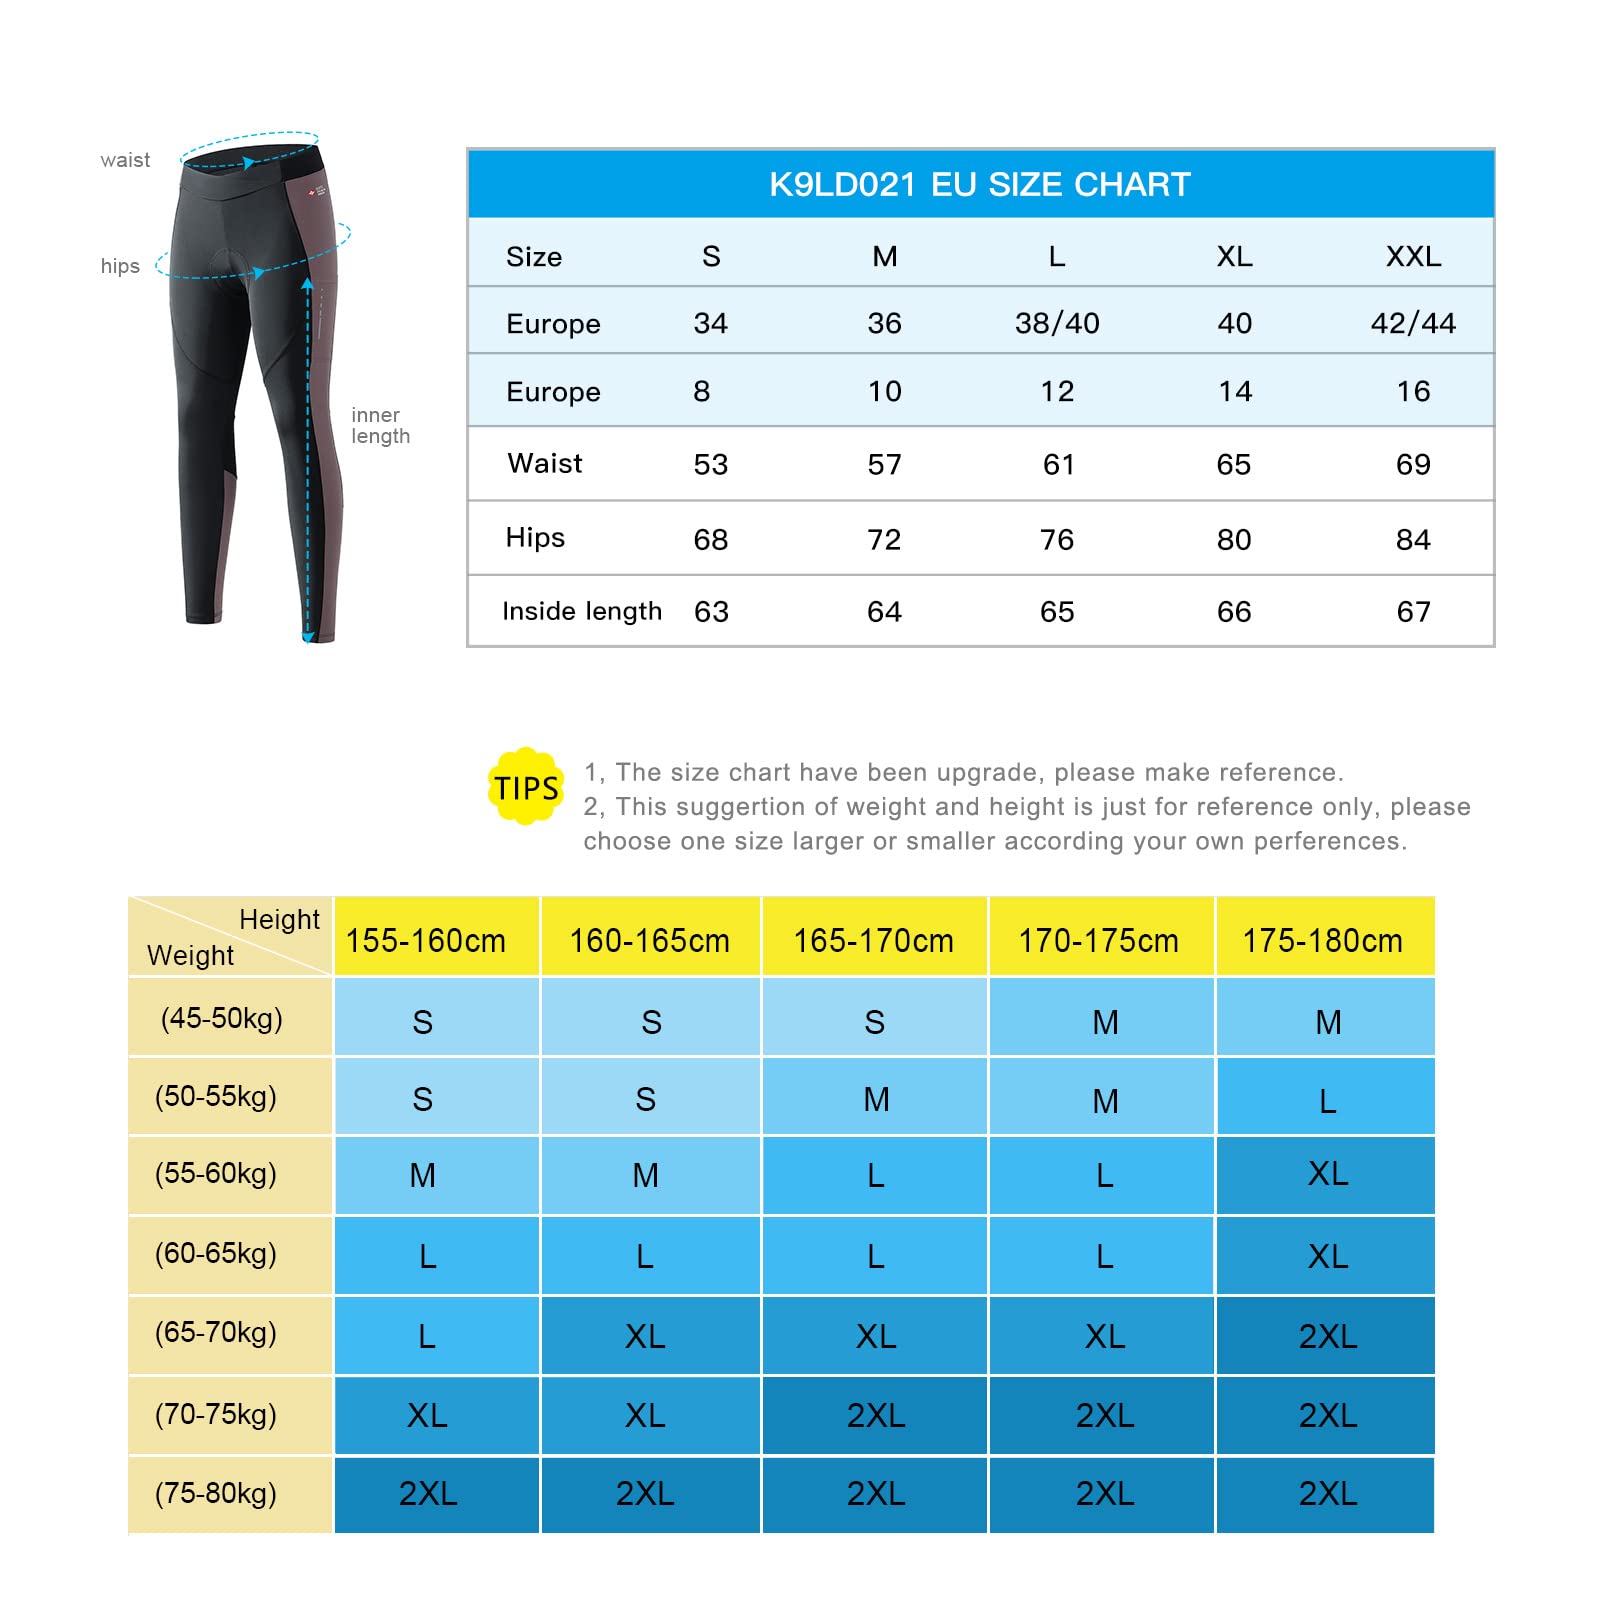 waist
hips
inner
length
K9LD021 EU SIZE CHART
Size S M L XL XXL
Europe 34 36 38/40 40 42/44
Europe 8 10 12 14 16
Waist 53 57 61 65 69
Hips 68 72 76 80 84
Inside length 63 64 65 66 67
TIPS
1, The size chart have been upgrade, please make reference.
2, This suggertion of weight and height is just for reference only, please
choose one size larger or smaller according your own perferences.
Height
Weight
155-160cm 160-165cm 165-170cm 170-175cm 175-180cm
(45-50kg) S S S M M
(50-55kg) S S M M L
(55-60kg) M M L L XL
(60-65kg) L L L L XL
(65-70kg) L XL XL XL 2XL
(70-75kg) XL XL 2XL 2XL 2XL
(75-80kg) 2XL 2XL 2XL 2XL 2XL